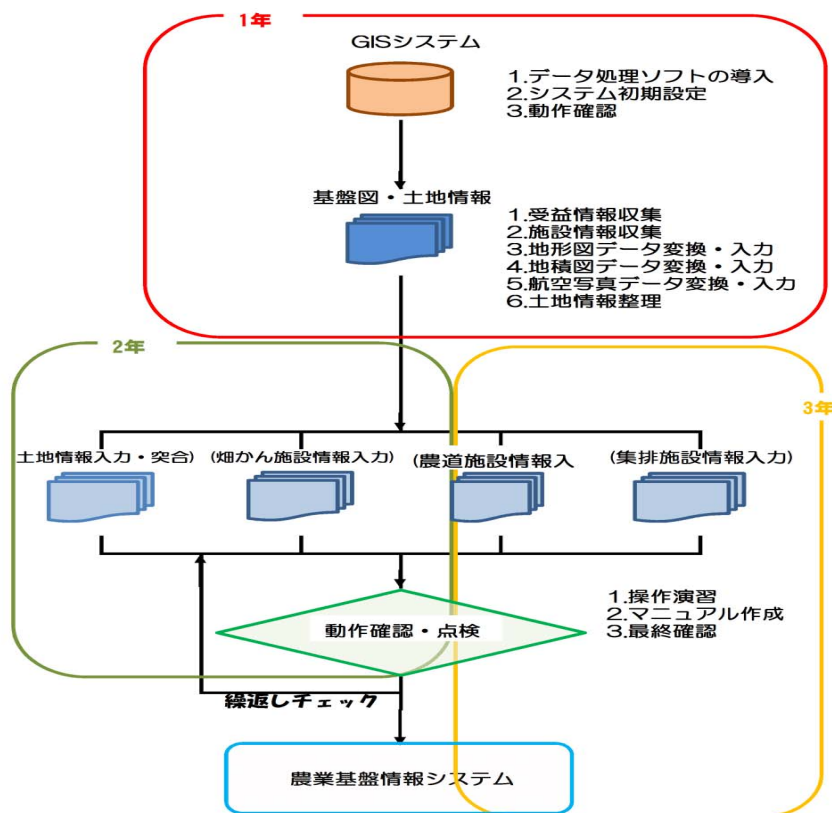 1年
GISシステム
1.データ処理ソフトの導入
2.システム初期設定
3.動作確認
基盤図・土地情報
1.受益情報収集
2.施設情報収集
3.地形図データ変換・入力
4.地積図データ変換・入力
5.航空写真データ変換・入力
6.土地情報整理
2年
3年
土地情報入力・突合)
(畑かん施設情報入力)
(農道施設情報入
(集排施設情報入力)
1.操作演習
2.マニュアル作成
3.最終確認
動作確認・点検
繰返しチェック
農業基盤情報システム